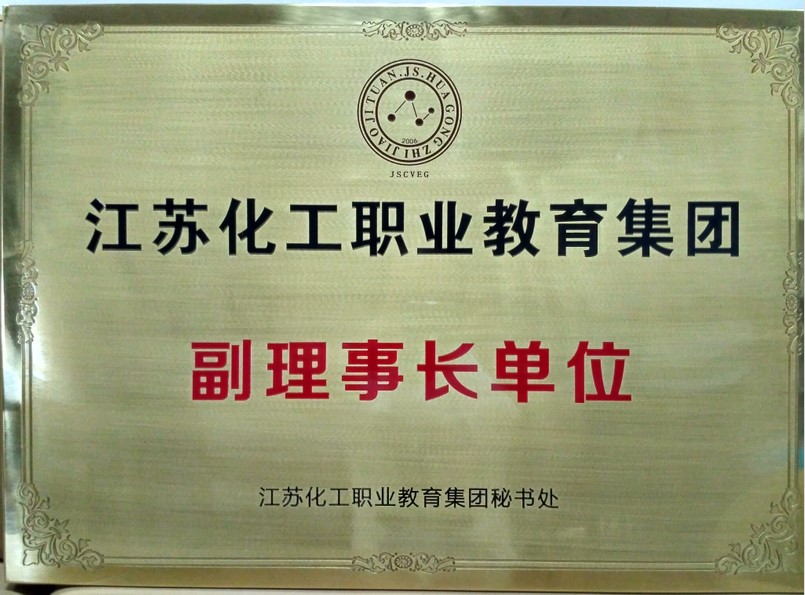 JIAOJITUAN.JS.HUAGONGZHI
2006
JSCVEG
江苏化工职业教育集团
副理事长单位
江苏化工职业教育集团秘书处